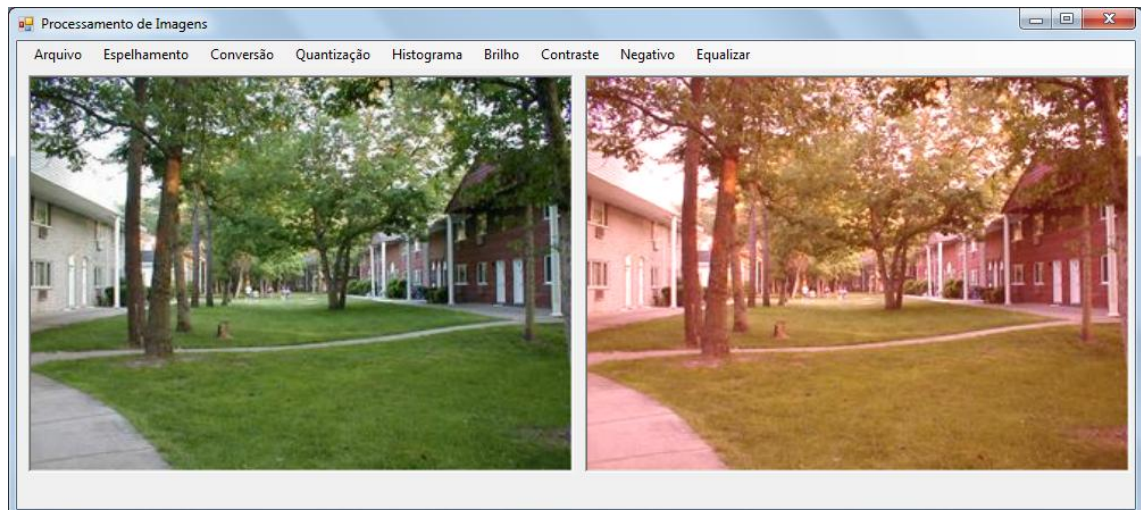 Processamento de Imagens
Arquivo Espelhamento Conversão Quantização Histograma Brilho Contraste Negativo Equalizar